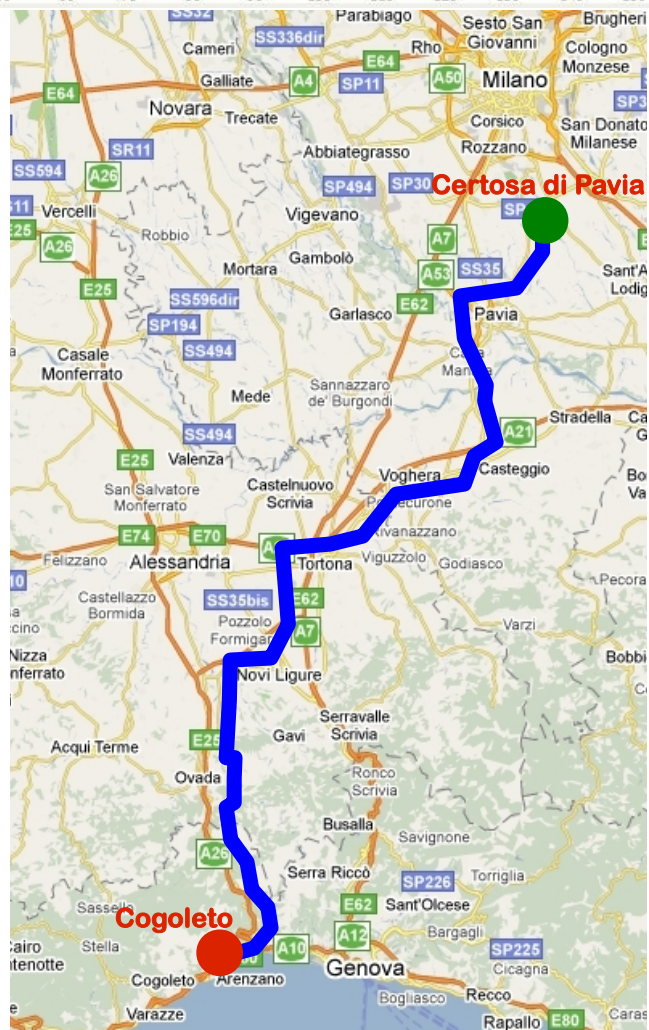 Parabiago
Brugheri
SS32
Sesto San
Giovanni
Cameri
SS336dir
Rho
E64
Cologno
Monzese
Galliate
A4
SP11
A50
Milano
E64
Novara
Trecate
Corsico
San Donato
Milanese
SR11
Rozzano
Abbiategrasso
SS594
A26
SP494
SP30
Certosa di Pavia
Vercelli
Vigevano
Robbio
A7
A26
Gambolò
Mortara
A53
SS35
E25
SS596dir
E62
Garlasco
Pavia
SP194
SS494
Casale
Monferrato
Sannazzaro
de' Burgondi
Mede
Stradella
SS494
A21
E25
Valenza
Voghera
Casteggio
San Salvatore
Monferrato
Castelnuovo
Scrivia
E74
E70
Rivanazzano
Felizzano
Alessandria
Tortona
Viguzzolo
Godiasco
Castellazzo
Bormida
SS35bis
E62
Pozzolo
Varzi
A7
Novi Ligure
Serravalle
Scrivia
Acqui Terme
E25
Gavi
Ovada
Ronco
Scrivia
Busalla
Savignone
A26
Serra Riccò
Torriglia
SP226
E62
Sant'Olcese
Cogoleto
Bargagli
Stella
A10
A12
SP225
Cicagna
Genova
Cogoleto
Arenzano
Bogliasco
Recco
Varazze
Rapallo
E80